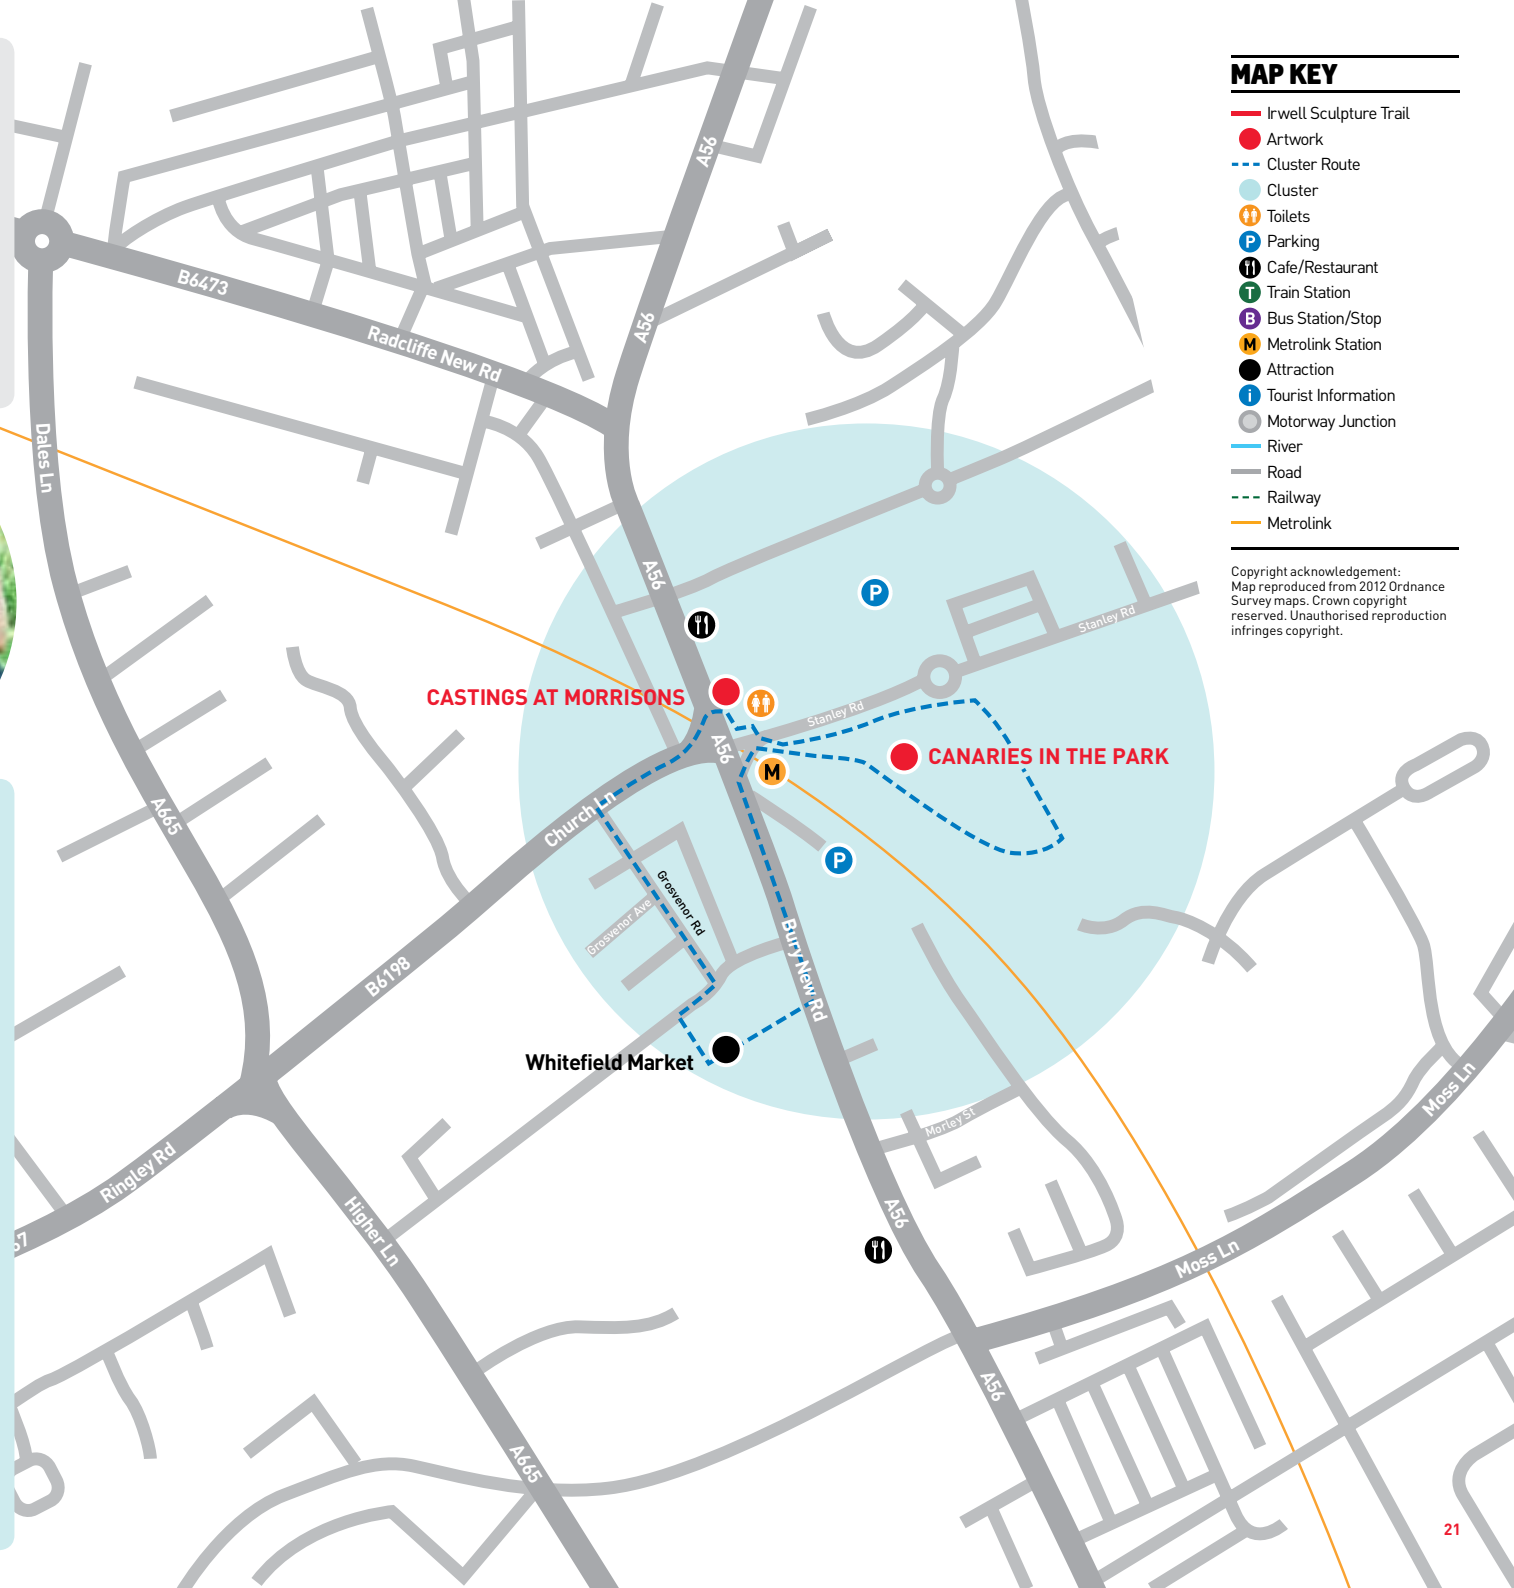 MAP KEY
Irwell Sculpture Trail
Artwork
Cluster Route
Cluster
Toilets
P Parking
Cafe/Restaurant
T Train Station
B Bus Station/Stop
M Metrolink Station
Attraction
i Tourist Information
Motorway Junction
River
Road
Railway
Metrolink
Copyright acknowledgement:
Map reproduced from 2012 Ordnance
Survey maps. Crown copyright
reserved. Unauthorised reproduction
infringes copyright.
A56
B6473
Radcliffe New Rd
A56
Dales Ln
A56
P
Stanley Rd
CASTINGS AT MORRISONS
Stanley Rd
A56
M
CANARIES IN THE PARK
A665
Church Ln
P
Grosvenor Rd
Grosvenor Ave
Bury New Rd
B6198
Whitefield Market
Moss Ln
Morley St
Ringley Rd
A56
Higher Ln
Moss Ln
A56
A665
21